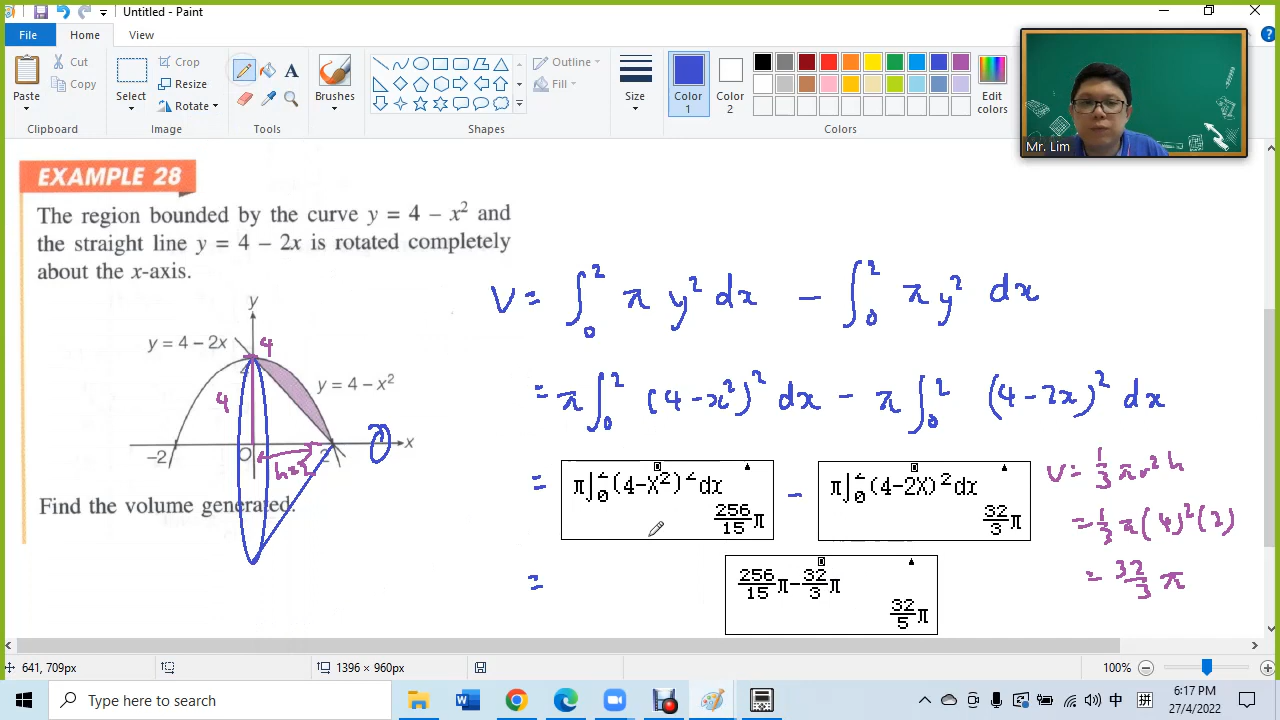 Untitled - Paint
File Home View
Paste Cut Copy Clipboard
Select Crop Resize Rotate Image
Tools
Brushes
Outline Fill Shapes
Size
Color 1
Color 2
Edit colors
Colors
Mr. Lim
EXAMPLE 28
The region bounded by the curve y = 4 – x² and
the straight line y = 4 – 2x is rotated completely
about the x-axis.
y
y = 4 – 2x
4
4
y = 4 – x²
4
–2 O 2 x
h=2
Find the volume generated.
V = ∫₀² π y² dx – ∫₀² π y² dx
= π ∫₀² (4 – x²)² dx – π ∫₀² (4 – 2x)² dx
= π∫₀²(4-X²)²dx 256/15 π – π∫₀²(4-2X)²dx 32/3 π
= 256/15 π - 32/3 π 32/5 π
V = 1/3 π r² h
= 1/3 π (4)² (2)
= 32/3 π
641, 709px 1396 × 960px 100%
Type here to search
中 拼 6:17 PM
27/4/2022